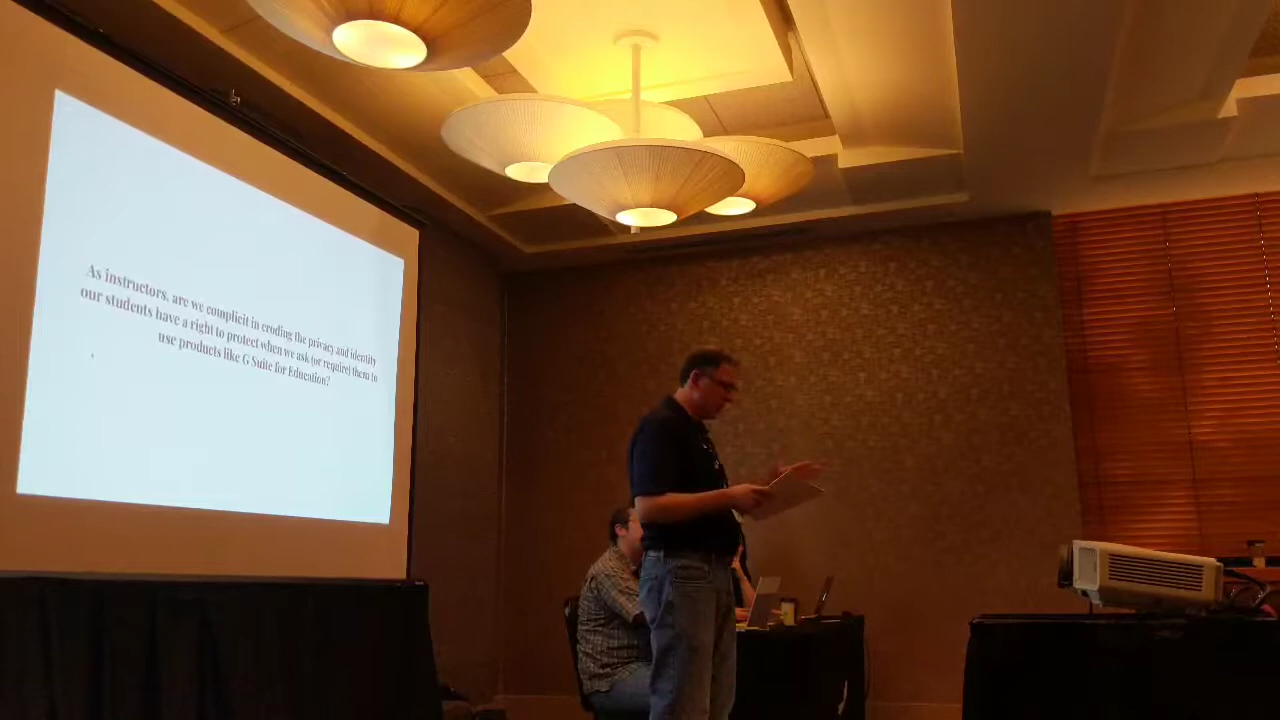 As instructors, are we complicit in eroding the privacy and identity
our students have a right to protect when we ask (or require) them to
use products like G Suite for Education?